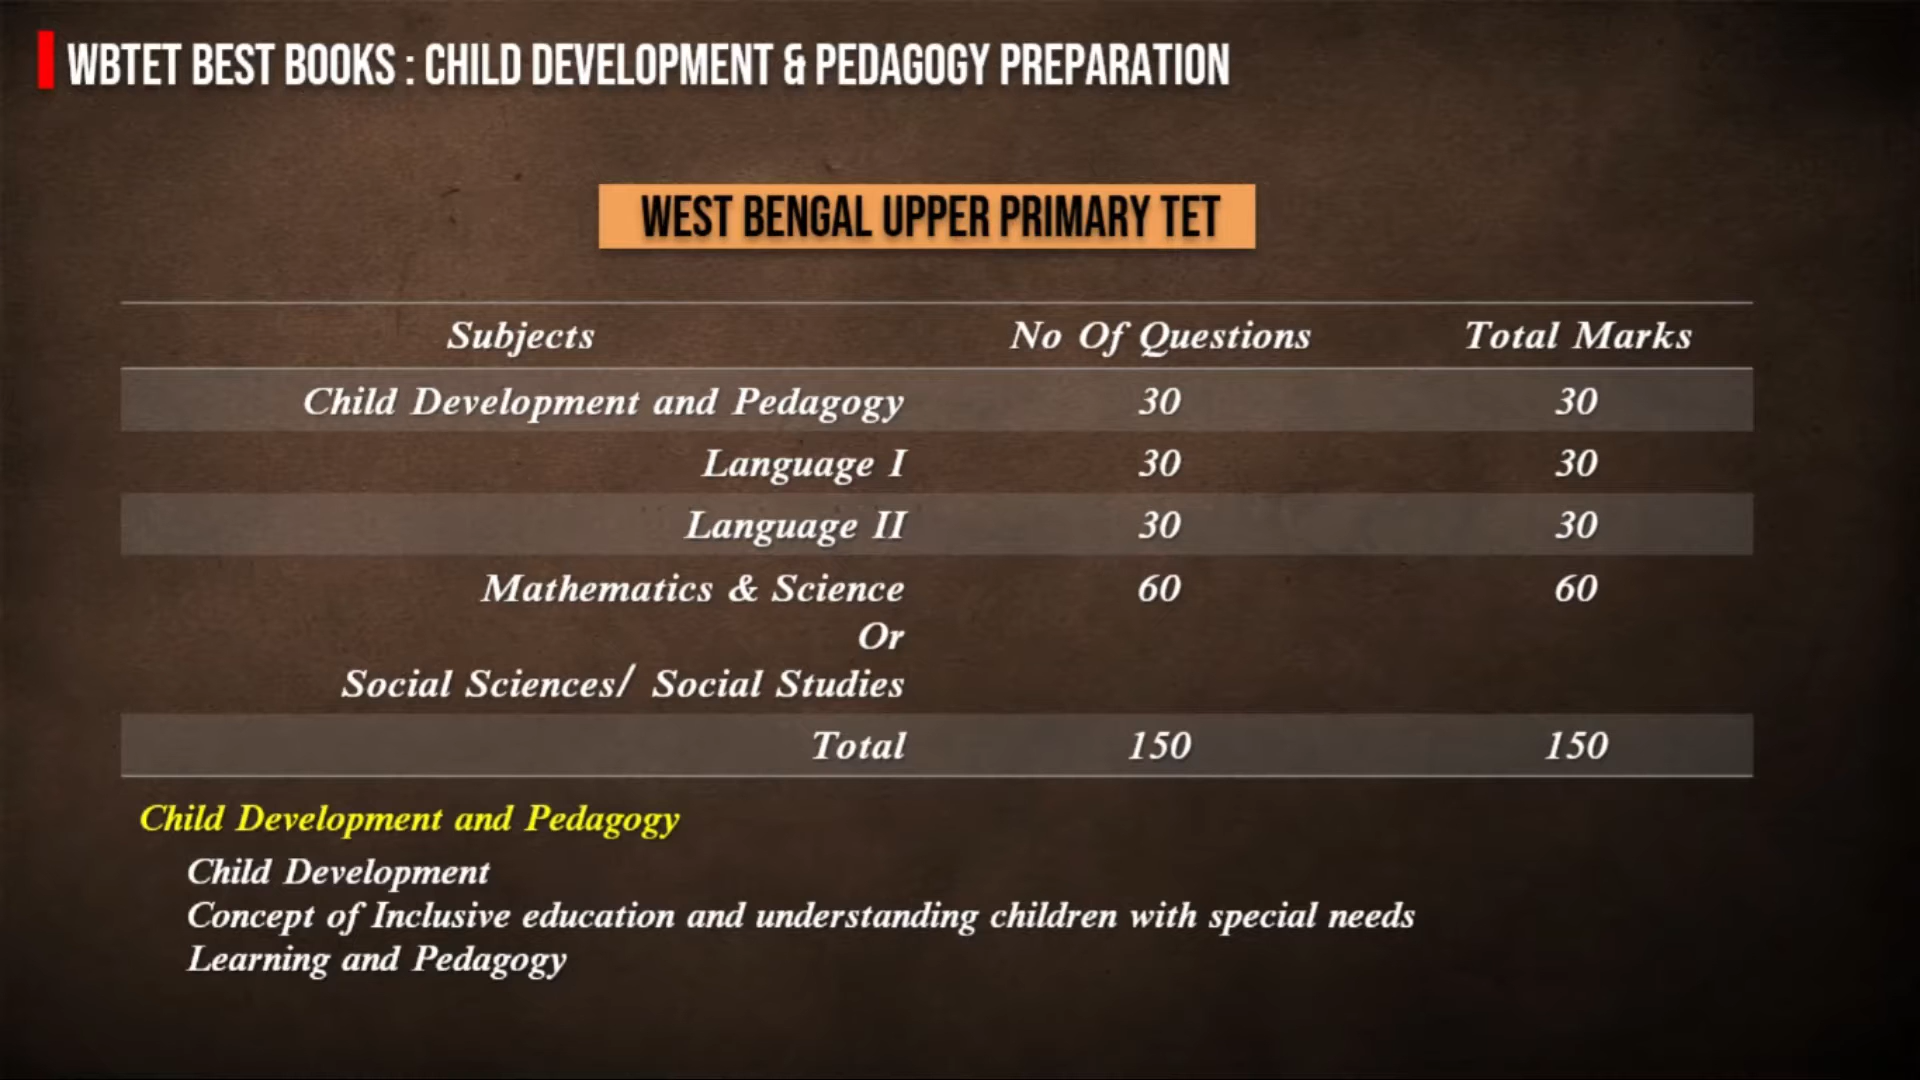 WBTET BEST BOOKS : CHILD DEVELOPMENT & PEDAGOGY PREPARATION
WEST BENGAL UPPER PRIMARY TET
Subjects No Of Questions Total Marks
Child Development and Pedagogy 30 30
Language I 30 30
Language II 30 30
Mathematics & Science 60 60
Or
Social Sciences/ Social Studies
Total 150 150
Child Development and Pedagogy
Child Development
Concept of Inclusive education and understanding children with special needs
Learning and Pedagogy